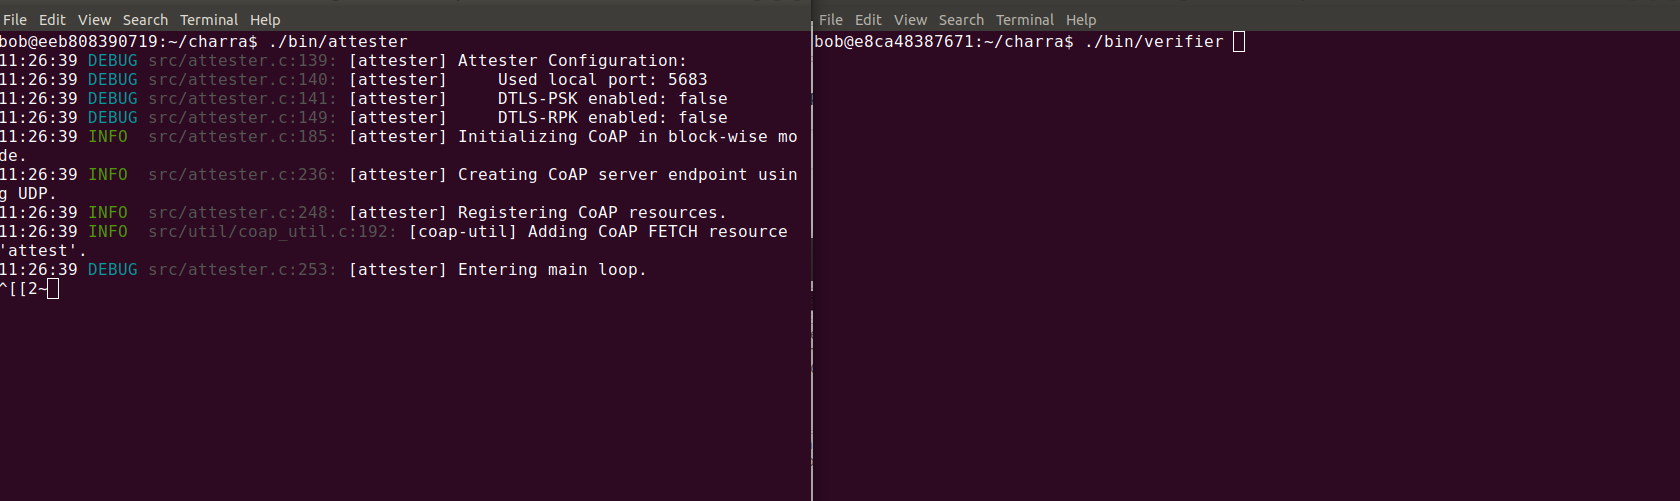 File Edit View Search Terminal Help
bob@eeb808390719:~/charra$ ./bin/attester
11:26:39 DEBUG src/attester.c:139: [attester] Attester Configuration:
11:26:39 DEBUG src/attester.c:140: [attester]     Used local port: 5683
11:26:39 DEBUG src/attester.c:141: [attester]     DTLS-PSK enabled: false
11:26:39 DEBUG src/attester.c:149: [attester]     DTLS-RPK enabled: false
11:26:39 INFO  src/attester.c:185: [attester] Initializing CoAP in block-wise mo
de.
11:26:39 INFO  src/attester.c:236: [attester] Creating CoAP server endpoint usin
g UDP.
11:26:39 INFO  src/attester.c:248: [attester] Registering CoAP resources.
11:26:39 INFO  src/util/coap_util.c:192: [coap-util] Adding CoAP FETCH resource
'attest'.
11:26:39 DEBUG src/attester.c:253: [attester] Entering main loop.
^[[2~
File Edit View Search Terminal Help
bob@e8ca48387671:~/charra$ ./bin/verifier